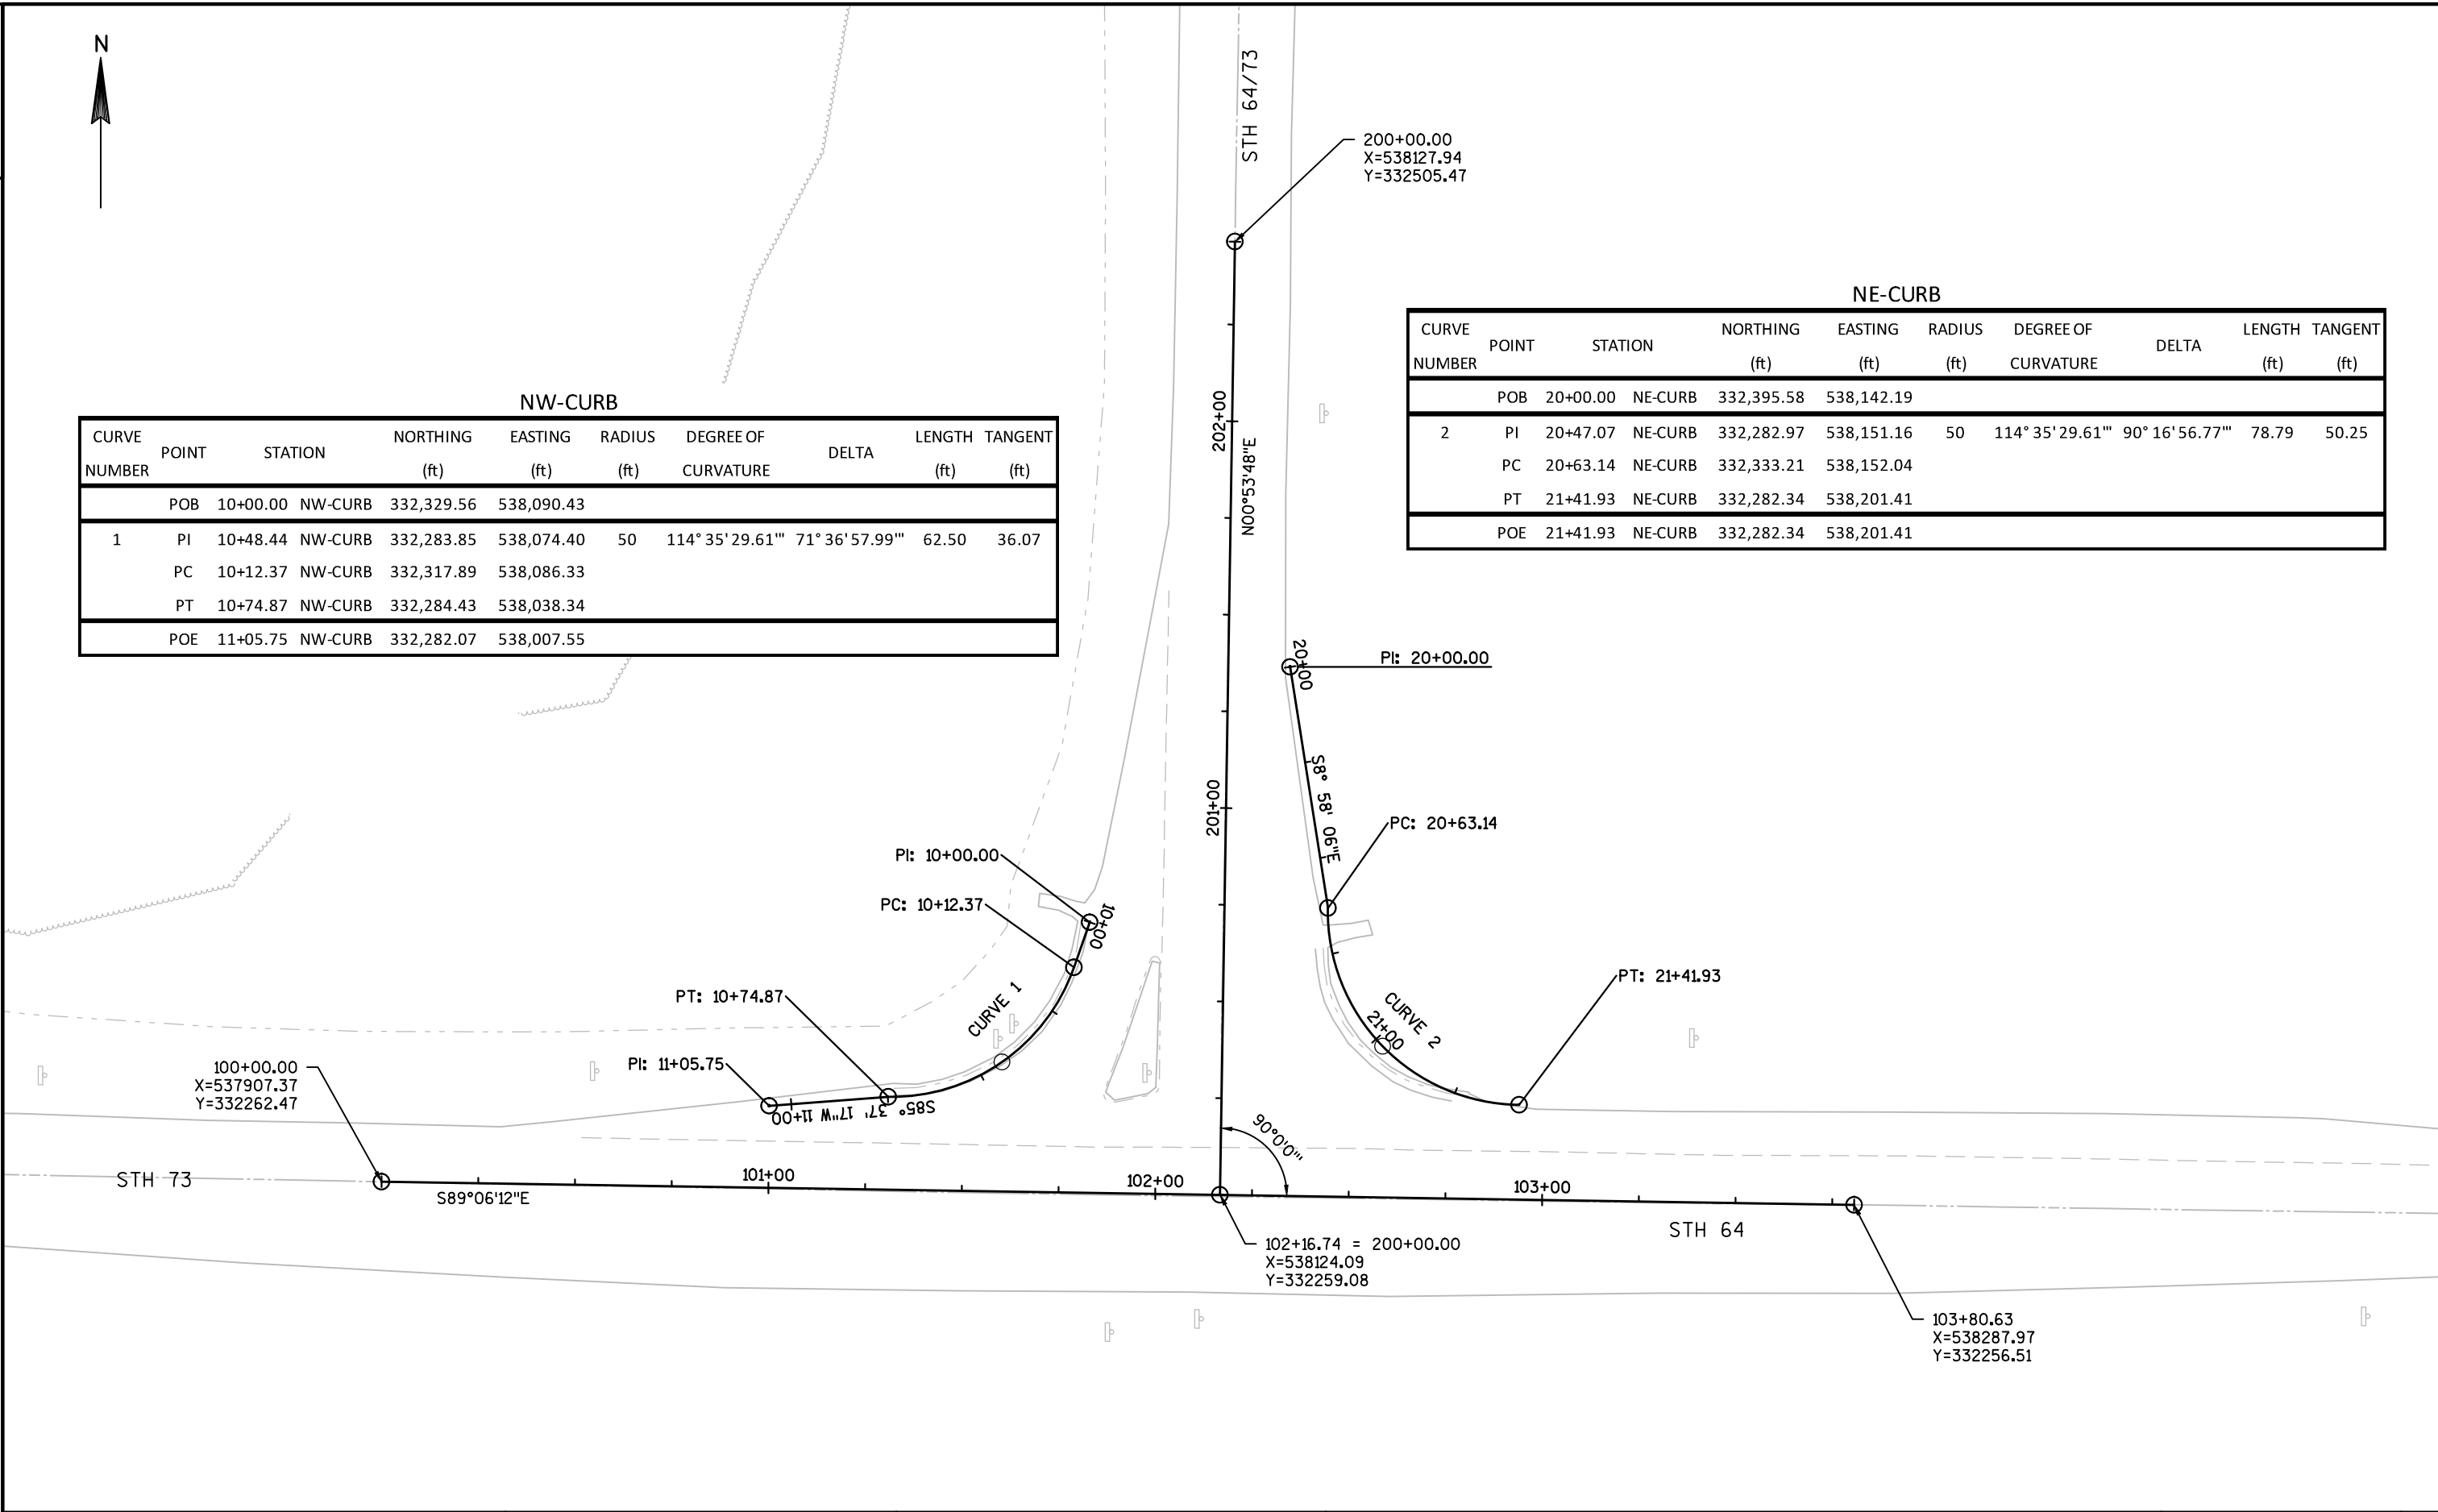 N
STH 64/73
200+00.00
X=538127.94
Y=332505.47
NE-CURB
CURVE NUMBER POINT STATION NORTHING (ft) EASTING (ft) RADIUS (ft) DEGREE OF CURVATURE DELTA LENGTH (ft) TANGENT (ft)
POB 20+00.00 NE-CURB 332,395.58 538,142.19
2 PI 20+47.07 NE-CURB 332,282.97 538,151.16 50 114° 35' 29.61''' 90° 16' 56.77''' 78.79 50.25
PC 20+63.14 NE-CURB 332,333.21 538,152.04
PT 21+41.93 NE-CURB 332,282.34 538,201.41
POE 21+41.93 NE-CURB 332,282.34 538,201.41
NW-CURB
CURVE NUMBER POINT STATION NORTHING (ft) EASTING (ft) RADIUS (ft) DEGREE OF CURVATURE DELTA LENGTH (ft) TANGENT (ft)
POB 10+00.00 NW-CURB 332,329.56 538,090.43
1 PI 10+48.44 NW-CURB 332,283.85 538,074.40 50 114° 35' 29.61''' 71° 36' 57.99''' 62.50 36.07
PC 10+12.37 NW-CURB 332,317.89 538,086.33
PT 10+74.87 NW-CURB 332,284.43 538,038.34
POE 11+05.75 NW-CURB 332,282.07 538,007.55
202+00
N00°53'48"E
20+00
PI: 20+00.00
S8° 58' 06"E
201+00
PC: 20+63.14
PI: 10+00.00
PC: 10+12.37
10+00
PT: 10+74.87
CURVE 1
PT: 21+41.93
CURVE 2
21+00
PI: 11+05.75
S85° 37' 17"W
11+00
100+00.00
X=537907.37
Y=332262.47
90°0'0'''
STH 73
101+00
102+00
103+00
S89°06'12"E
STH 64
102+16.74 = 200+00.00
X=538124.09
Y=332259.08
103+80.63
X=538287.97
Y=332256.51